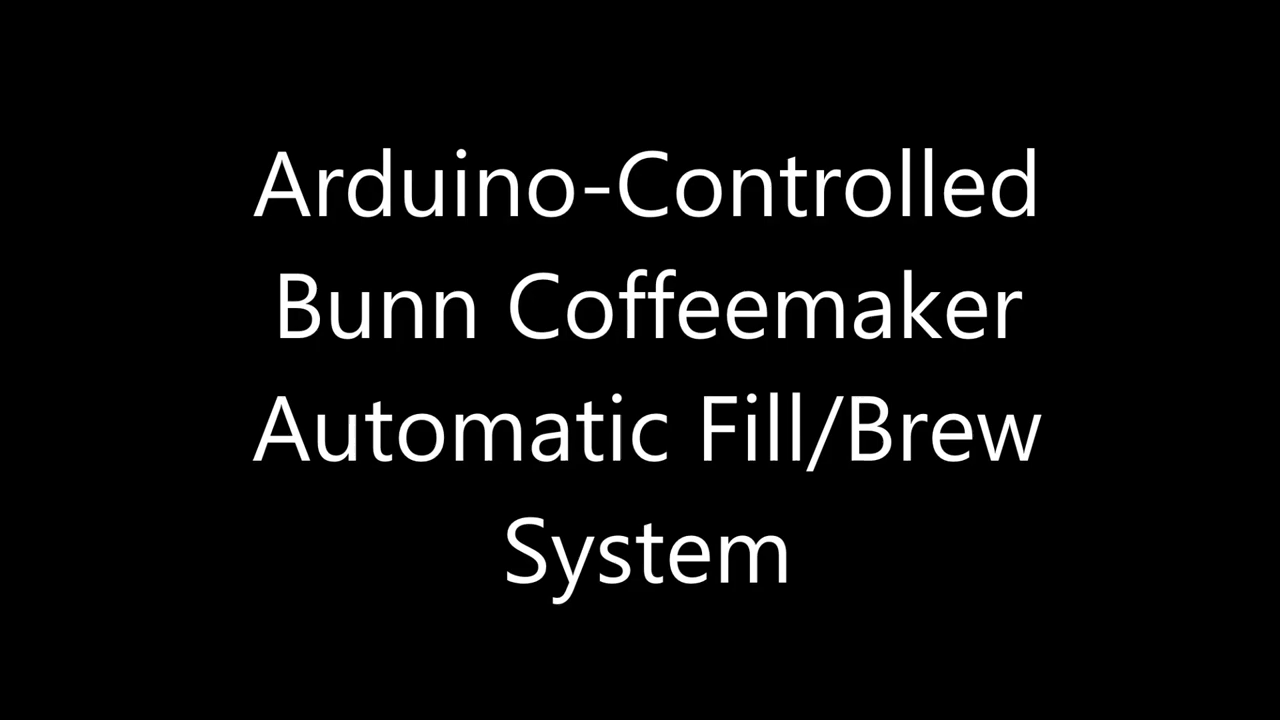 Arduino-Controlled
Bunn Coffeemaker
Automatic Fill/Brew
System